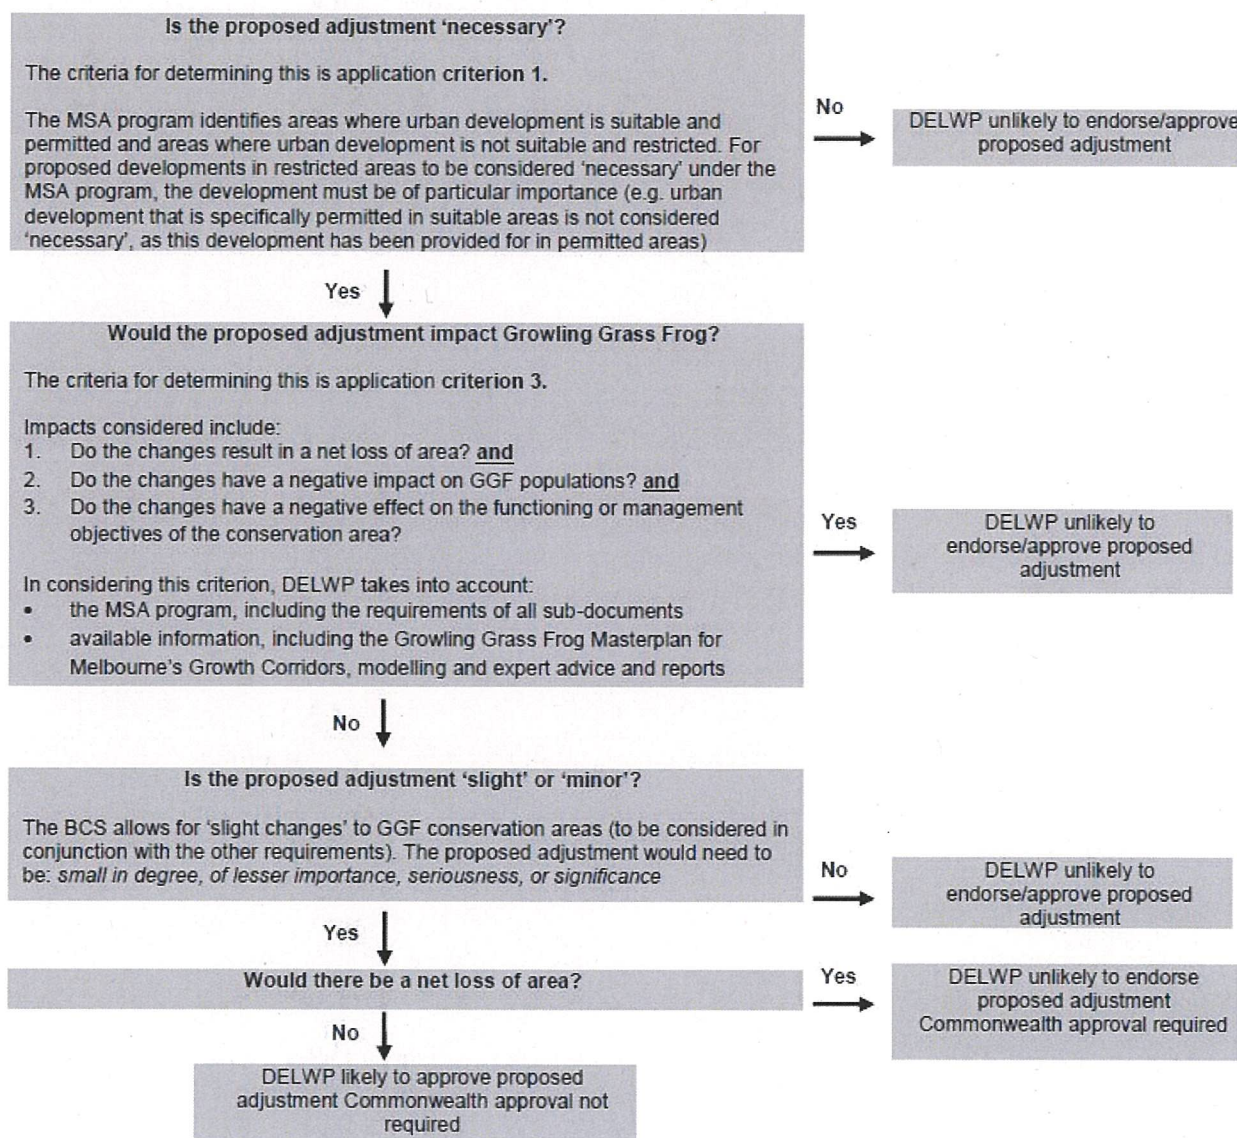 Is the proposed adjustment ‘necessary’?
The criteria for determining this is application criterion 1.
The MSA program identifies areas where urban development is suitable and
permitted and areas where urban development is not suitable and restricted. For
proposed developments in restricted areas to be considered ‘necessary’ under the
MSA program, the development must be of particular importance (e.g. urban
development that is specifically permitted in suitable areas is not considered
‘necessary’, as this development has been provided for in permitted areas)
No
DELWP unlikely to endorse/approve
proposed adjustment
Yes
Would the proposed adjustment impact Growling Grass Frog?
The criteria for determining this is application criterion 3.
Impacts considered include:
1. Do the changes result in a net loss of area? and
2. Do the changes have a negative impact on GGF populations? and
3. Do the changes have a negative effect on the functioning or management
objectives of the conservation area?
In considering this criterion, DELWP takes into account:
• the MSA program, including the requirements of all sub-documents
• available information, including the Growling Grass Frog Masterplan for
Melbourne’s Growth Corridors, modelling and expert advice and reports
Yes
DELWP unlikely to
endorse/approve proposed
adjustment
No
Is the proposed adjustment ‘slight’ or ‘minor’?
The BCS allows for ‘slight changes’ to GGF conservation areas (to be considered in
conjunction with the other requirements). The proposed adjustment would need to
be: small in degree, of lesser importance, seriousness, or significance
No
DELWP unlikely to
endorse/approve proposed
adjustment
Yes
Would there be a net loss of area?
Yes
DELWP unlikely to endorse
proposed adjustment
Commonwealth approval required
No
DELWP likely to approve proposed
adjustment Commonwealth approval not
required